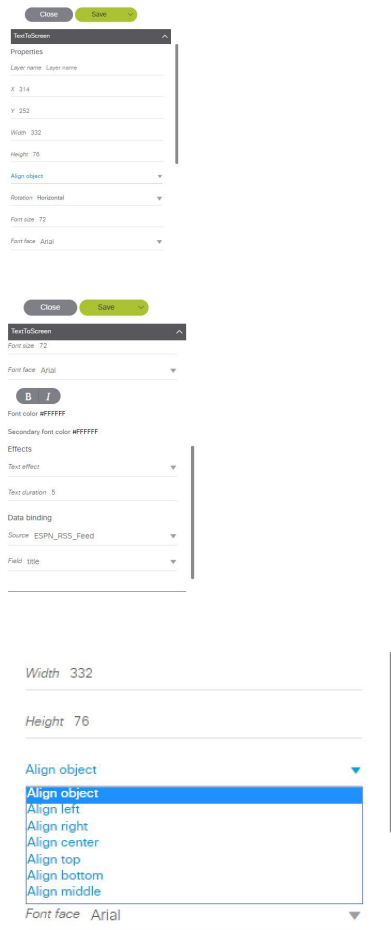 Close Save
TextToScreen
Properties
Layer name Layer name
X 314
Y 252
Width 332
Height 76
Align object
Rotation Horizontal
Font size 72
Font face Arial
Close Save
TextToScreen
Font size 72
Font face Arial
B I
Font color #FFFFFF
Secondary font color #FFFFFF
Effects
Text effect
Text duration 5
Data binding
Source ESPN_RSS_Feed
Field title
Width 332
Height 76
Align object
Align object
Align left
Align right
Align center
Align top
Align bottom
Align middle
Font face Arial